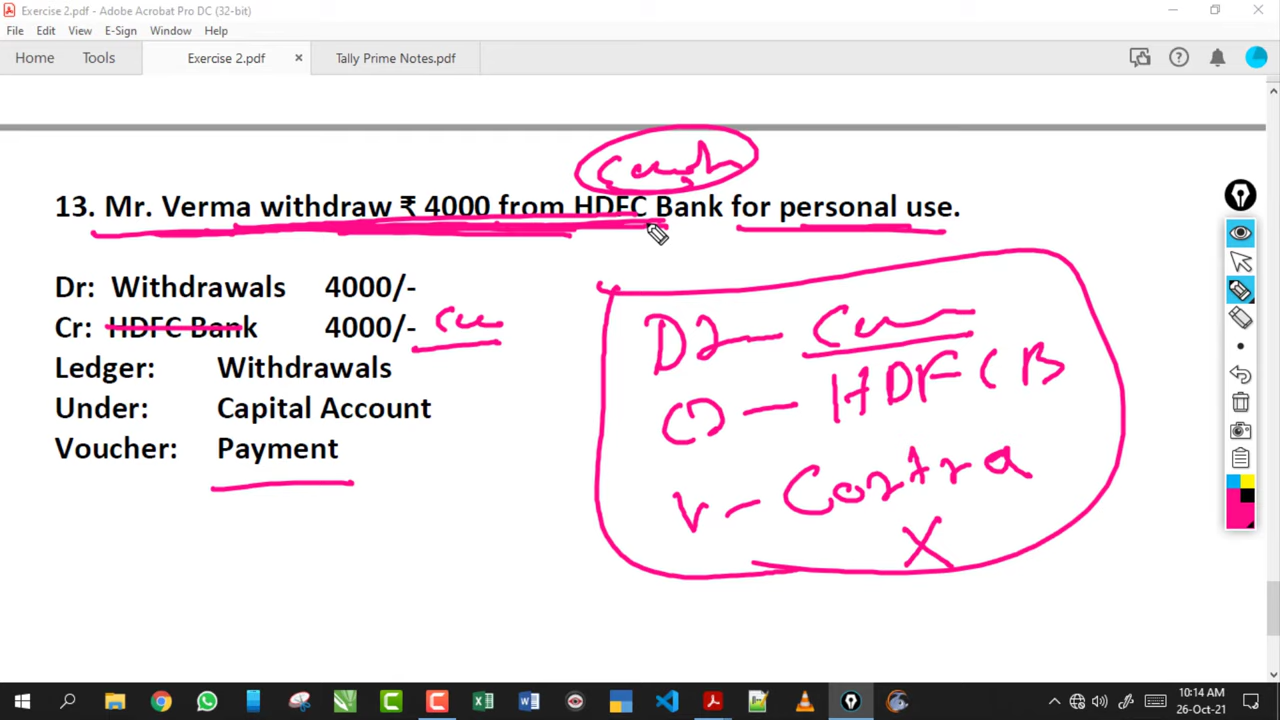 Exercise 2.pdf - Adobe Acrobat Pro DC (32-bit)
File Edit View E-Sign Window Help
Home Tools Exercise 2.pdf × Tally Prime Notes.pdf
Cash
13. Mr. Verma withdraw ₹ 4000 from HDFC Bank for personal use.
Dr: Withdrawals 4000/-
Cr: HDFC Bank 4000/-
Ledger: Withdrawals
Under: Capital Account
Voucher: Payment
Dr —
Cr — HDFC B
V — Contra
X
10:14 AM
26-Oct-21